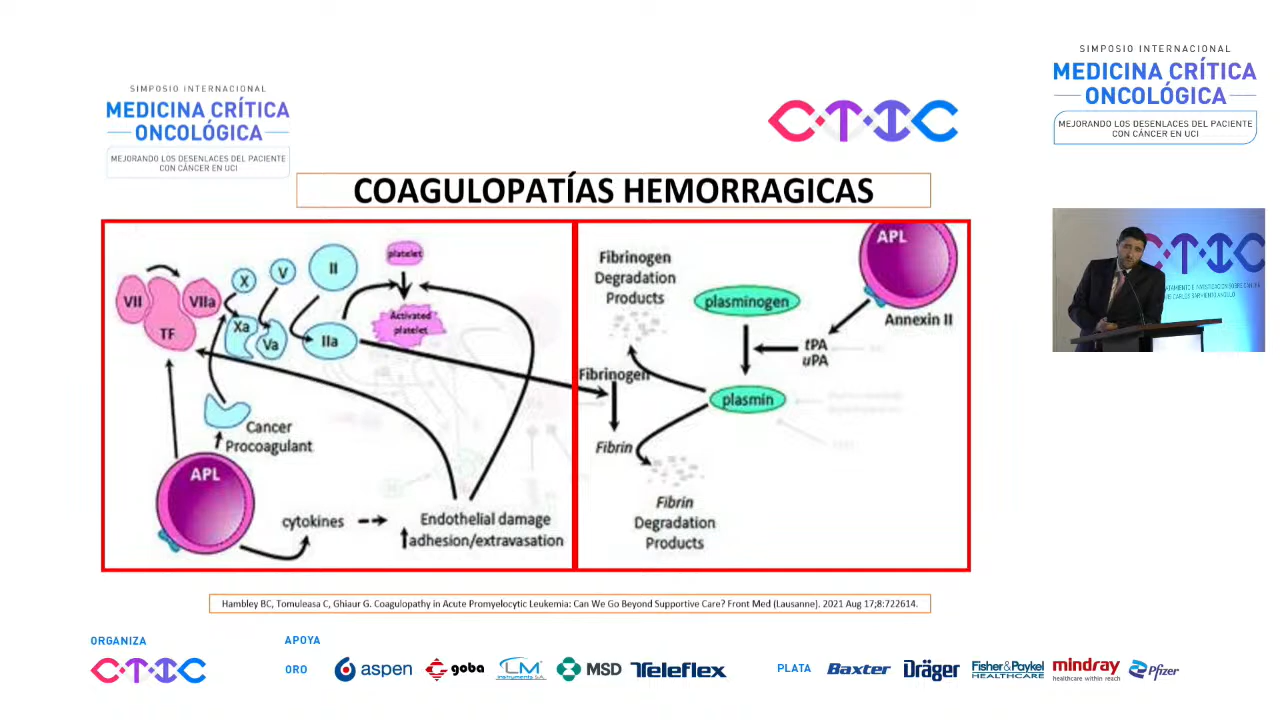 SIMPOSIO INTERNACIONAL
MEDICINA CRÍTICA
ONCOLÓGICA
MEJORANDO LOS DESENLACES DEL PACIENTE
CON CÁNCER EN UCI
CTIC
SIMPOSIO INTERNACIONAL
MEDICINA CRÍTICA
ONCOLÓGICA
MEJORANDO LOS DESENLACES DEL PACIENTE
CON CÁNCER EN UCI
COAGULOPATÍAS HEMORRAGICAS
VII
VIIa
TF
X
V
II
Xa
Va
IIa
platelet
Activated
platelet
Cancer
Procoagulant
APL
cytokines
Endothelial damage
adhesion/extravasation
Fibrinogen
Degradation
Products
plasminogen
APL
Annexin II
tPA
uPA
Fibrinogen
plasmin
Fibrin
Fibrin
Degradation
Products
CTIC
Hambley BC, Tomuleasa C, Ghiaur G. Coagulopathy in Acute Promyelocytic Leukemia: Can We Go Beyond Supportive Care? Front Med (Lausanne). 2021 Aug 17;8:722614.
ORGANIZA
CTIC
APOYA
ORO
aspen
goba
LM
instruments S.A.
MSD
Teleflex
PLATA
Baxter
Dräger
Fisher&Paykel
HEALTHCARE
mindray
healthcare within reach
Pfizer